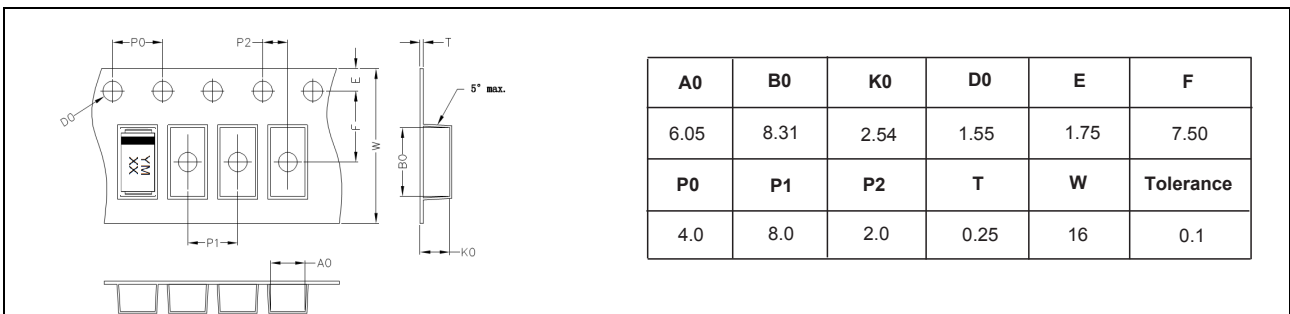 P0
P2
T
E
5° max.
D0
F
W
B0
YM
XX
P1
K0
A0
A0 B0 K0 D0 E F
6.05 8.31 2.54 1.55 1.75 7.50
P0 P1 P2 T W Tolerance
4.0 8.0 2.0 0.25 16 0.1